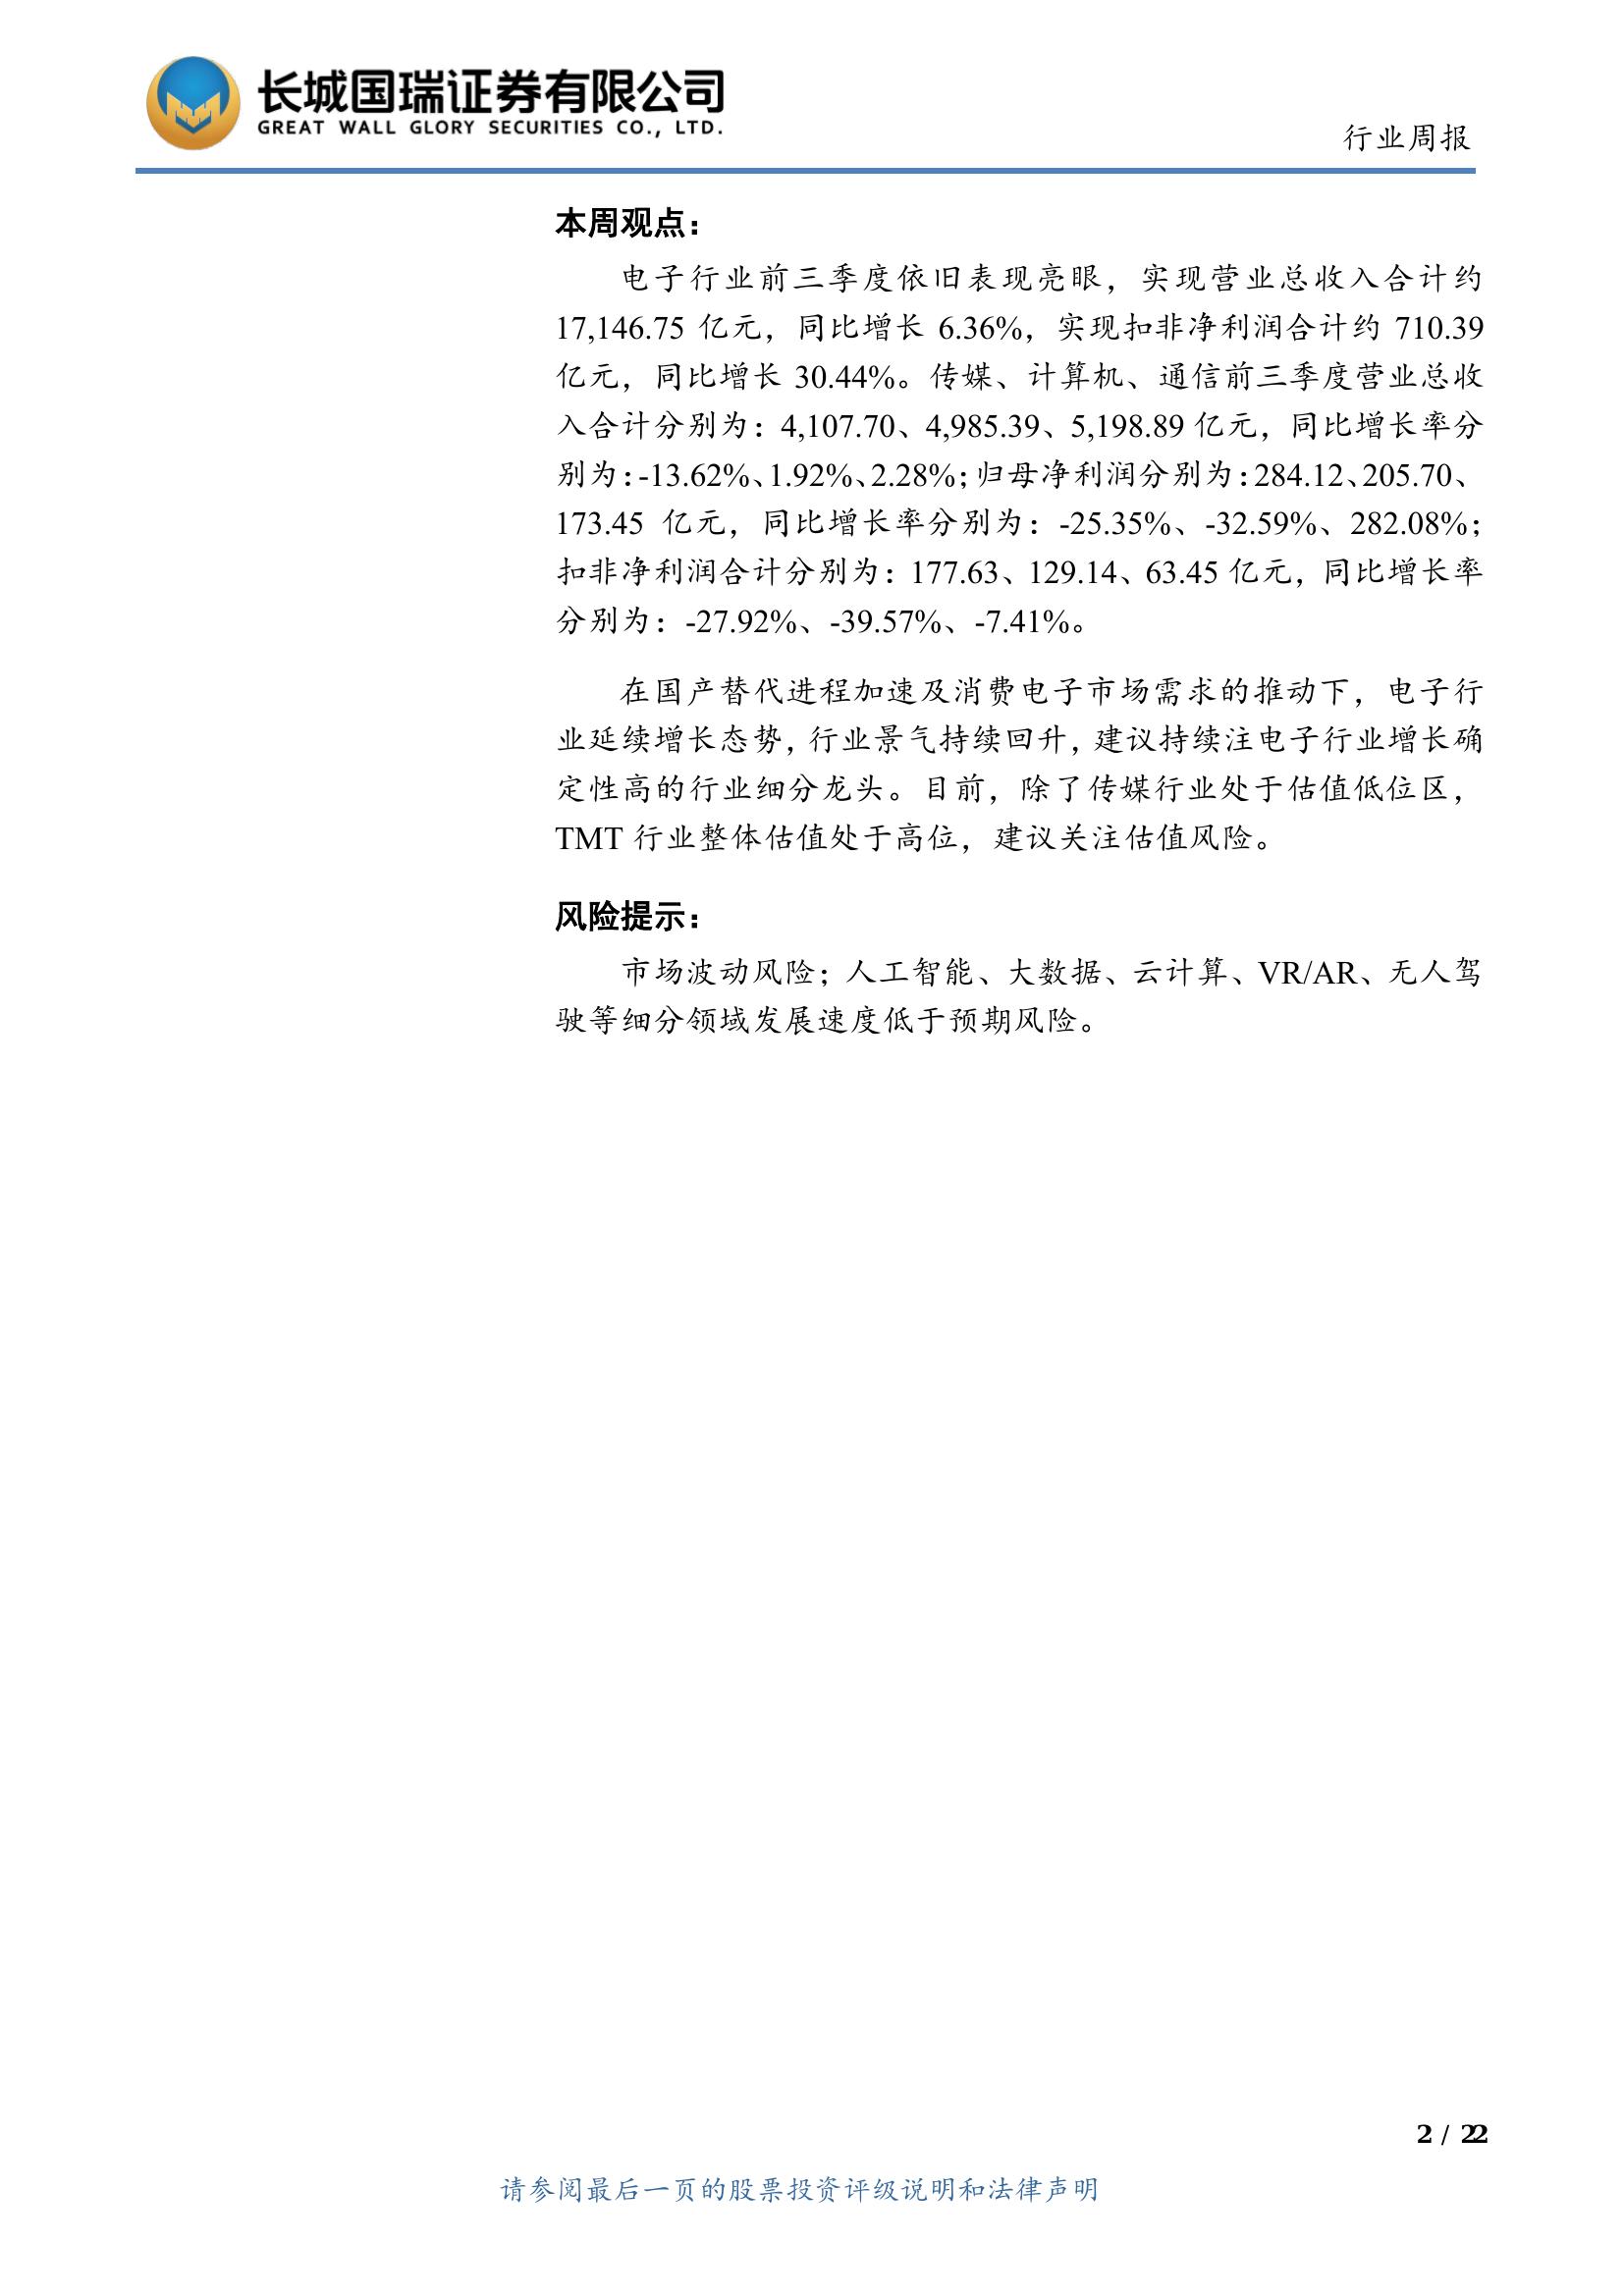 长城国瑞证券有限公司
GREAT WALL GLORY SECURITIES CO., LTD.
行业周报
本周观点：
电子行业前三季度依旧表现亮眼，实现营业总收入合计约
17,146.75 亿元，同比增长 6.36%，实现扣非净利润合计约 710.39
亿元，同比增长 30.44%。传媒、计算机、通信前三季度营业总收
入合计分别为：4,107.70、4,985.39、5,198.89 亿元，同比增长率分
别为：-13.62%、1.92%、2.28%；归母净利润分别为：284.12、205.70、
173.45 亿元，同比增长率分别为：-25.35%、-32.59%、282.08%；
扣非净利润合计分别为：177.63、129.14、63.45 亿元，同比增长率
分别为：-27.92%、-39.57%、-7.41%。
在国产替代进程加速及消费电子市场需求的推动下，电子行
业延续增长态势，行业景气持续回升，建议持续注电子行业增长确
定性高的行业细分龙头。目前，除了传媒行业处于估值低位区，
TMT 行业整体估值处于高位，建议关注估值风险。
风险提示：
市场波动风险；人工智能、大数据、云计算、VR/AR、无人驾
驶等细分领域发展速度低于预期风险。
2 / 22
请参阅最后一页的股票投资评级说明和法律声明